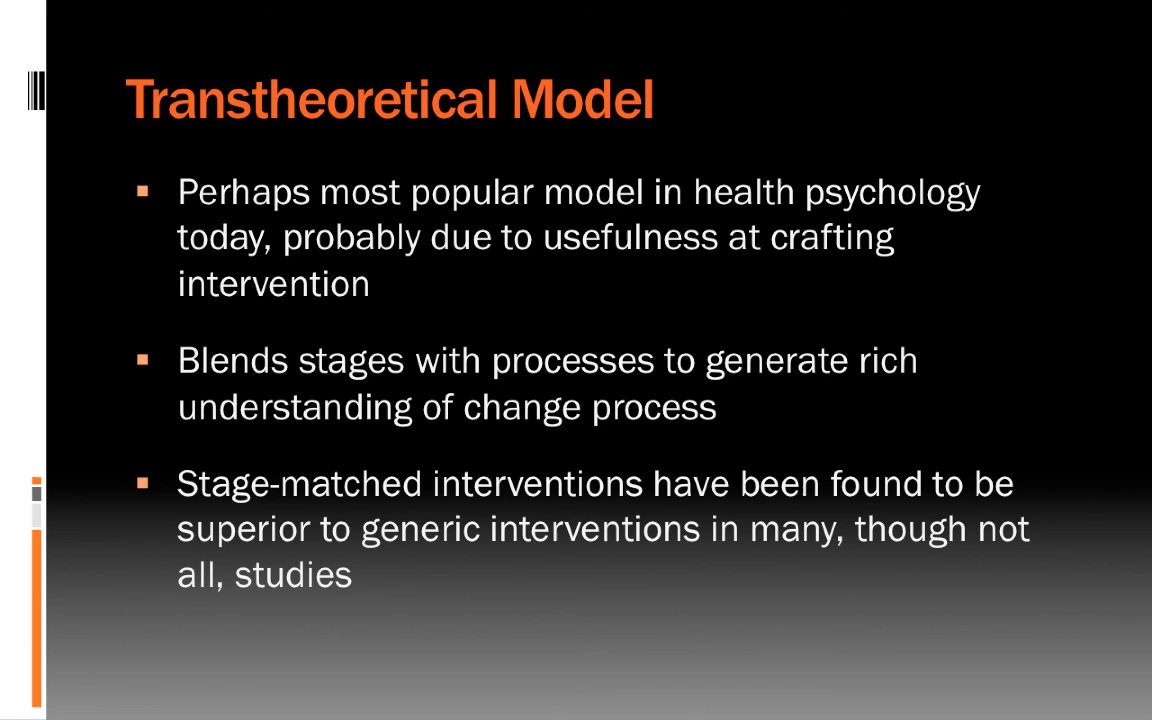 Transtheoretical Model
▪ Perhaps most popular model in health psychology
today, probably due to usefulness at crafting
intervention
▪ Blends stages with processes to generate rich
understanding of change process
▪ Stage-matched interventions have been found to be
superior to generic interventions in many, though not
all, studies